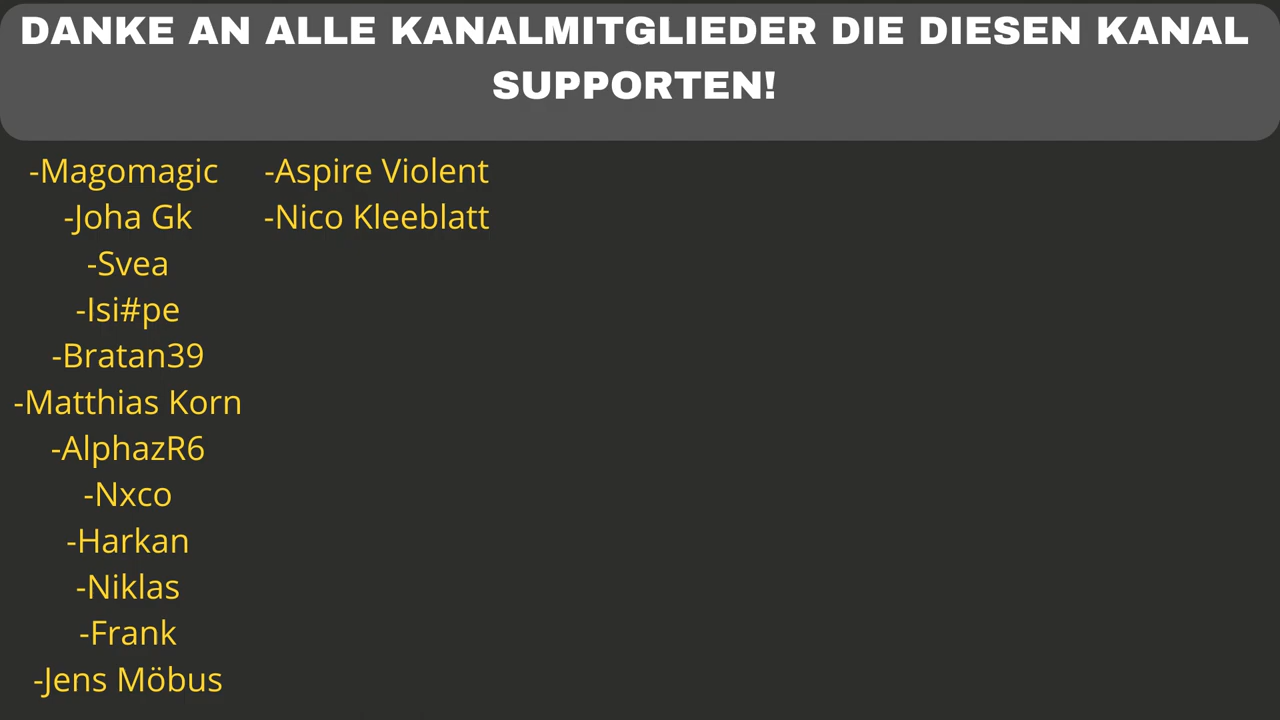 DANKE AN ALLE KANALMITGLIEDER DIE DIESEN KANAL
SUPPORTEN!
-Magomagic
-Joha Gk
-Svea
-Isi#pe
-Bratan39
-Matthias Korn
-AlphazR6
-Nxco
-Harkan
-Niklas
-Frank
-Jens Möbus
-Aspire Violent
-Nico Kleeblatt